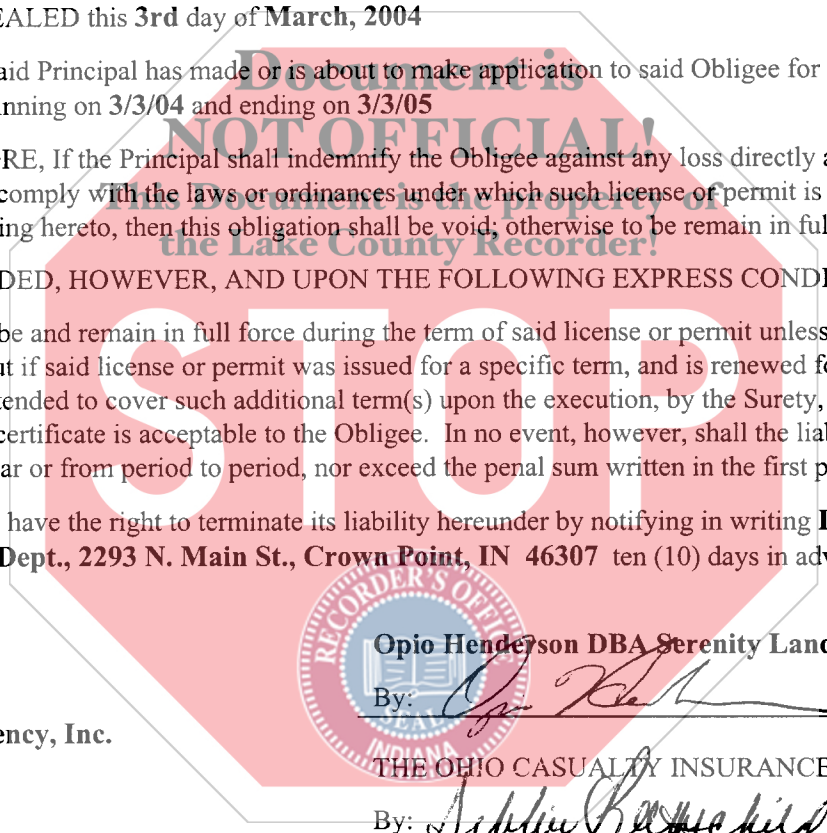 EALED this 3rd day of March, 2004
Document is
aid Principal has made or is about to make application to said Obligee for
nning on 3/3/04 and ending on 3/3/05
NOT OFFICIAL!
RE, If the Principal shall indemnify the Obligee against any loss directly a
comply with the laws or ordinances under which such license or permit is
This Document is the property of
ing hereto, then this obligation shall be void, otherwise to be remain in ful
the Lake County Recorder!
DED, HOWEVER, AND UPON THE FOLLOWING EXPRESS CONDI
be and remain in full force during the term of said license or permit unless
ut if said license or permit was issued for a specific term, and is renewed fo
tended to cover such additional term(s) upon the execution, by the Surety,
certificate is acceptable to the Obligee. In no event, however, shall the liab
ar or from period to period, nor exceed the penal sum written in the first p
STOP
have the right to terminate its liability hereunder by notifying in writing
Dept., 2293 N. Main St., Crown Point, IN 46307 ten (10) days in adv
RECORDER'S OFFICE
SEAL
INDIANA
Opio Henderson DBA Serenity Land
By:
ency, Inc.
THE OHIO CASUALTY INSURANCE
By: